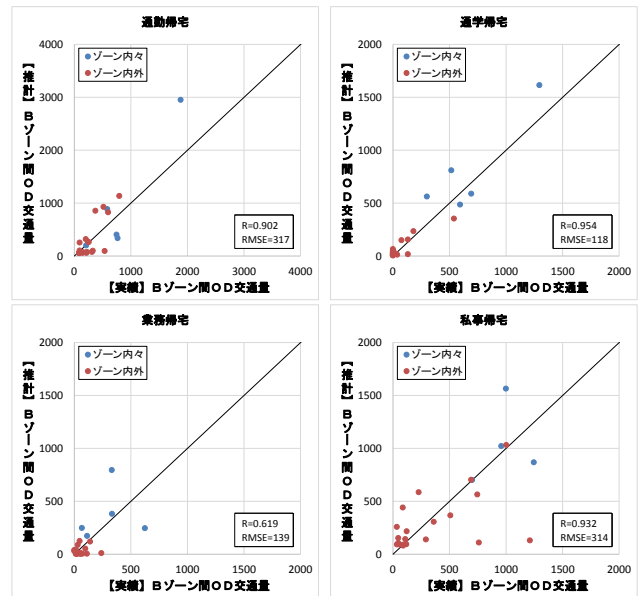 通勤帰宅
【推計】Bゾーン間OD交通量
4000
3000
2000
1000
0
ゾーン内々
ゾーン内外
R=0.902
RMSE=317
0 1000 2000 3000 4000
【実績】Bゾーン間OD交通量
通学帰宅
【推計】Bゾーン間OD交通量
2000
1500
1000
500
0
ゾーン内々
ゾーン内外
R=0.954
RMSE=118
0 500 1000 1500 2000
【実績】Bゾーン間OD交通量
業務帰宅
【推計】Bゾーン間OD交通量
2000
1500
1000
500
0
ゾーン内々
ゾーン内外
R=0.619
RMSE=139
0 500 1000 1500 2000
【実績】Bゾーン間OD交通量
私事帰宅
【推計】Bゾーン間OD交通量
2000
1500
1000
500
0
ゾーン内々
ゾーン内外
R=0.932
RMSE=314
0 500 1000 1500 2000
【実績】Bゾーン間OD交通量